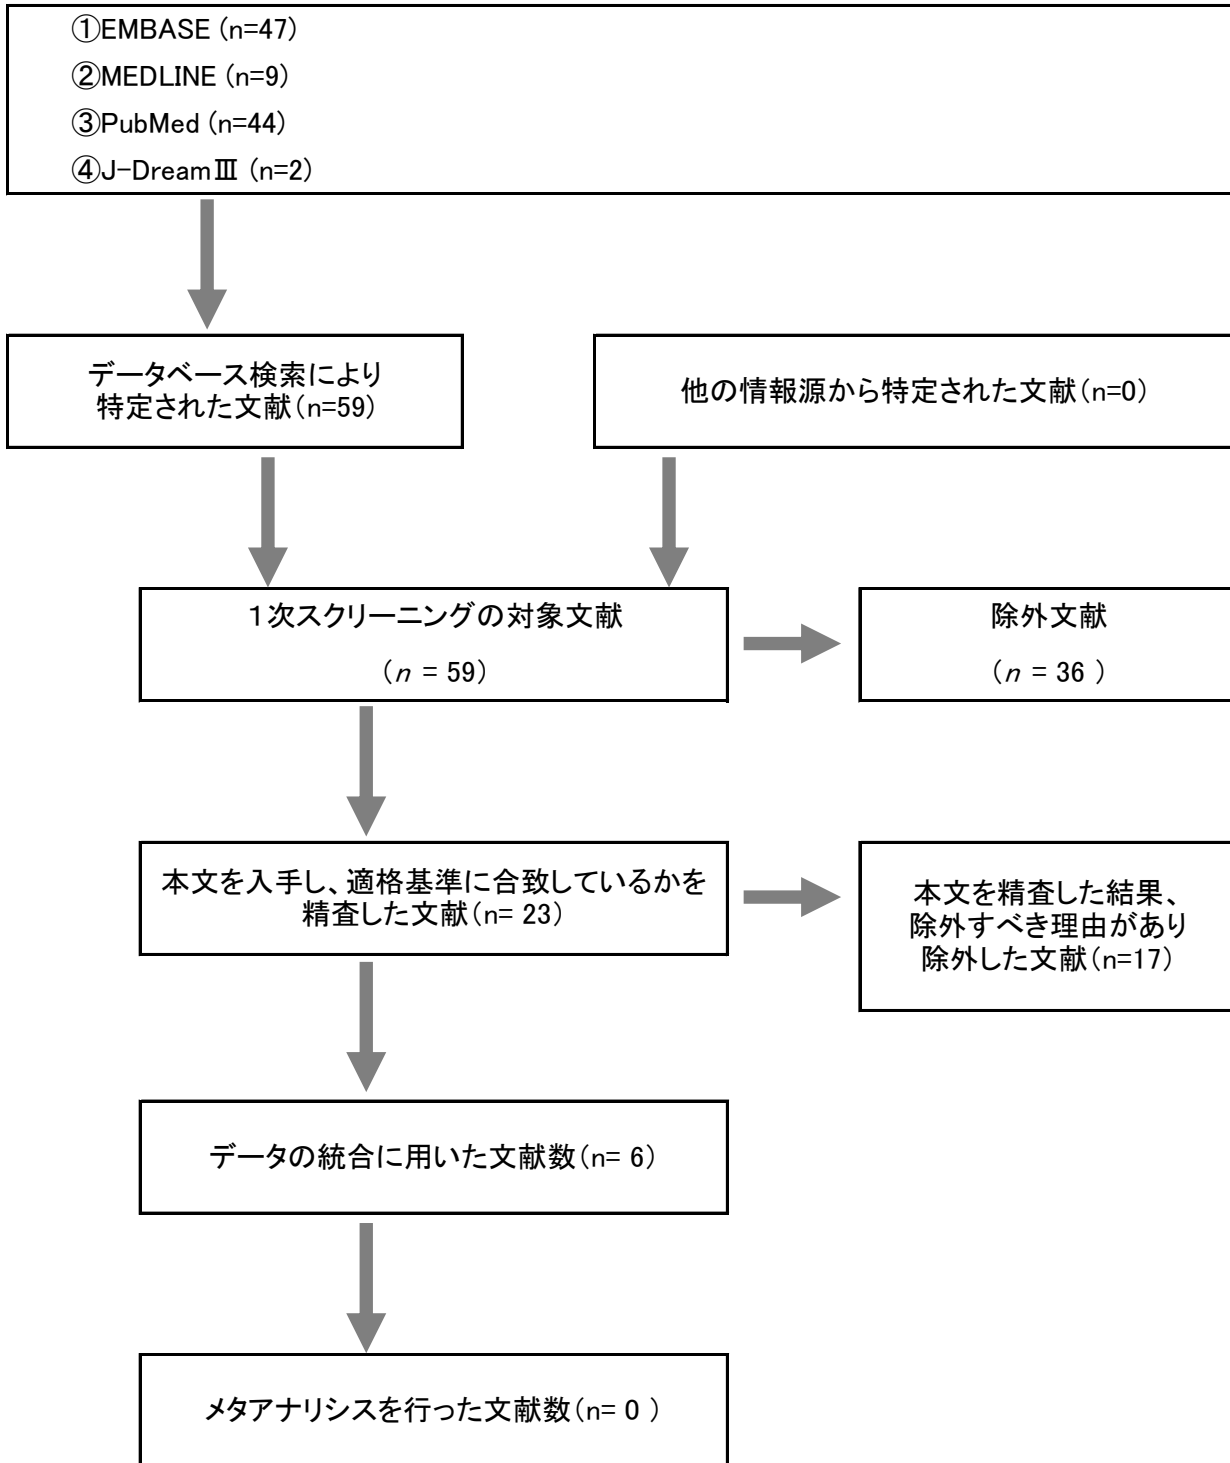 ①EMBASE (n=47)
②MEDLINE (n=9)
③PubMed (n=44)
④J-DreamⅢ (n=2)
データベース検索により
特定された文献(n=59)
他の情報源から特定された文献(n=0)
1次スクリーニングの対象文献
(n = 59)
除外文献
(n = 36 )
本文を入手し、適格基準に合致しているかを
精査した文献(n= 23)
本文を精査した結果、
除外すべき理由があり
除外した文献(n=17)
データの統合に用いた文献数(n= 6)
メタアナリシスを行った文献数(n= 0 )